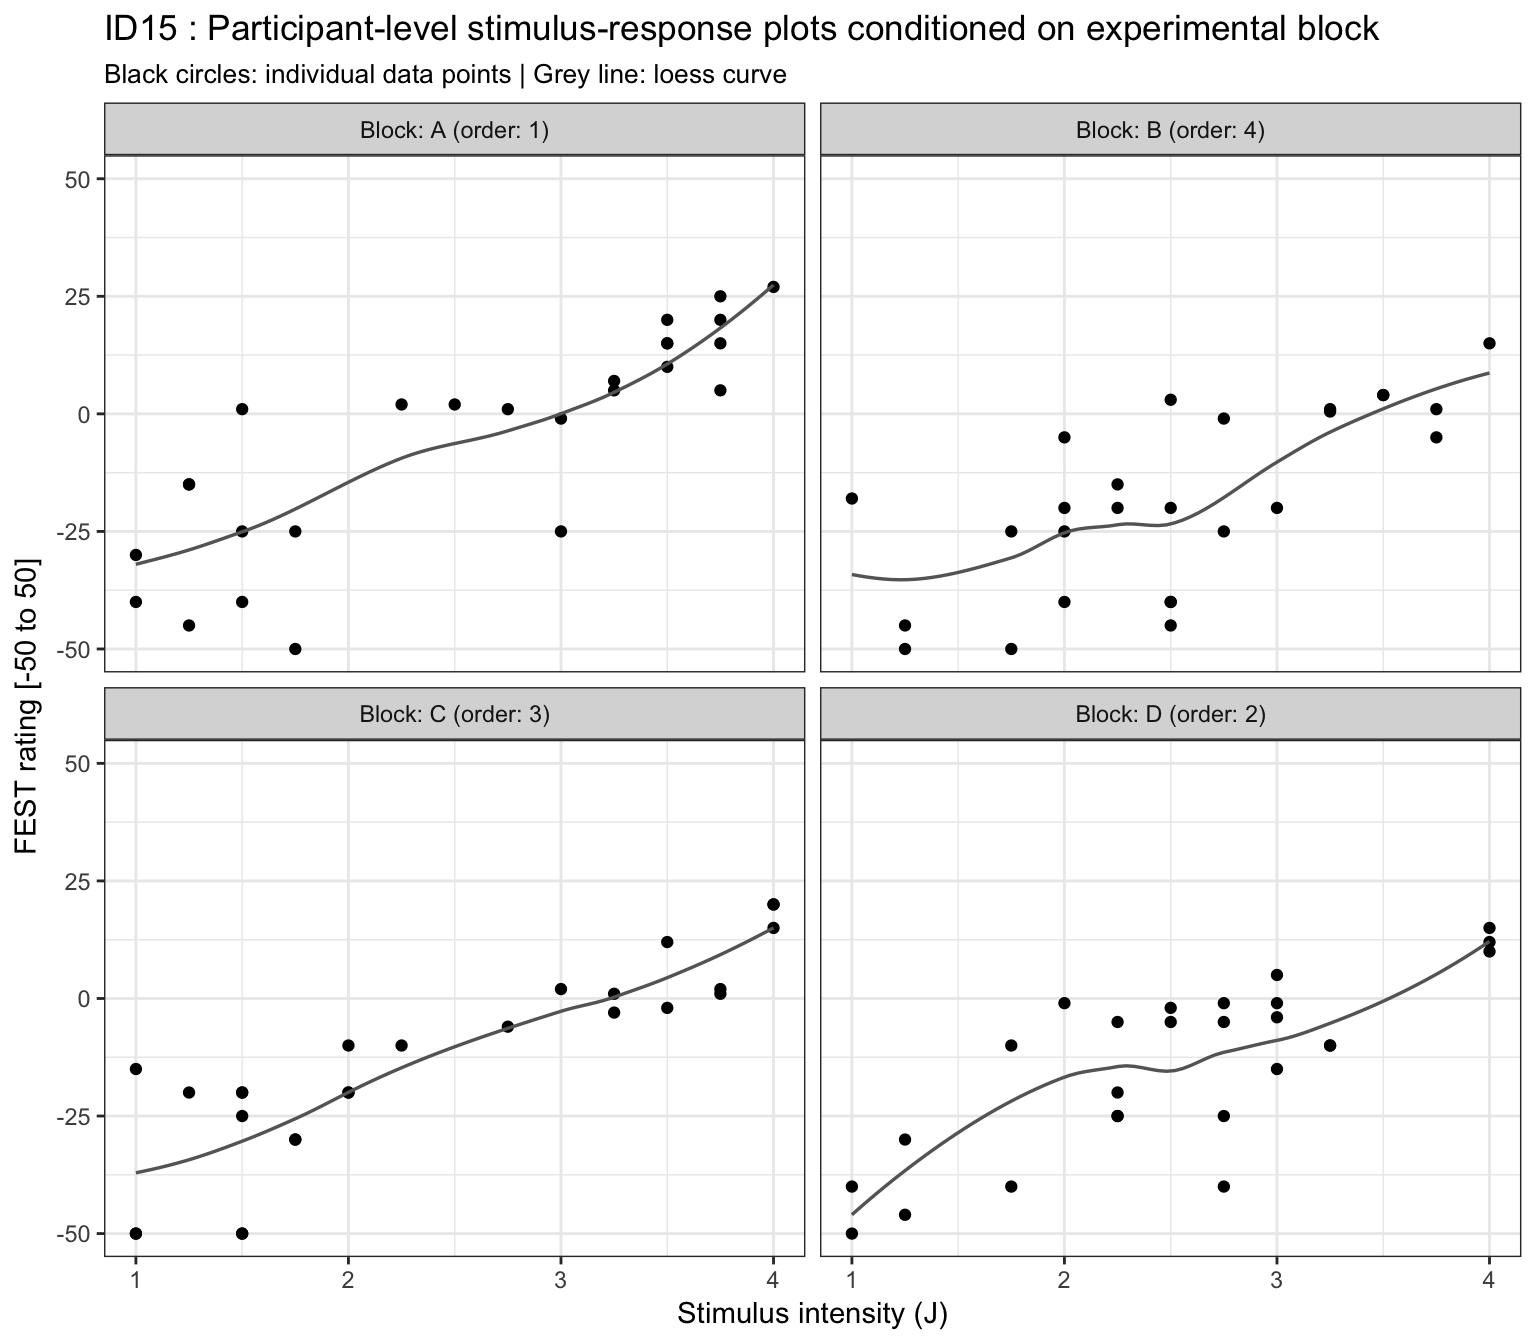 ID15 : Participant-level stimulus-response plots conditioned on experimental block
Black circles: individual data points | Grey line: loess curve
Block: A (order: 1)
Block: B (order: 4)
50
25
0
-25
-50
Block: C (order: 3)
Block: D (order: 2)
50
25
0
-25
-50
1
2
3
4
1
2
3
4
Stimulus intensity (J)
FEST rating [-50 to 50]